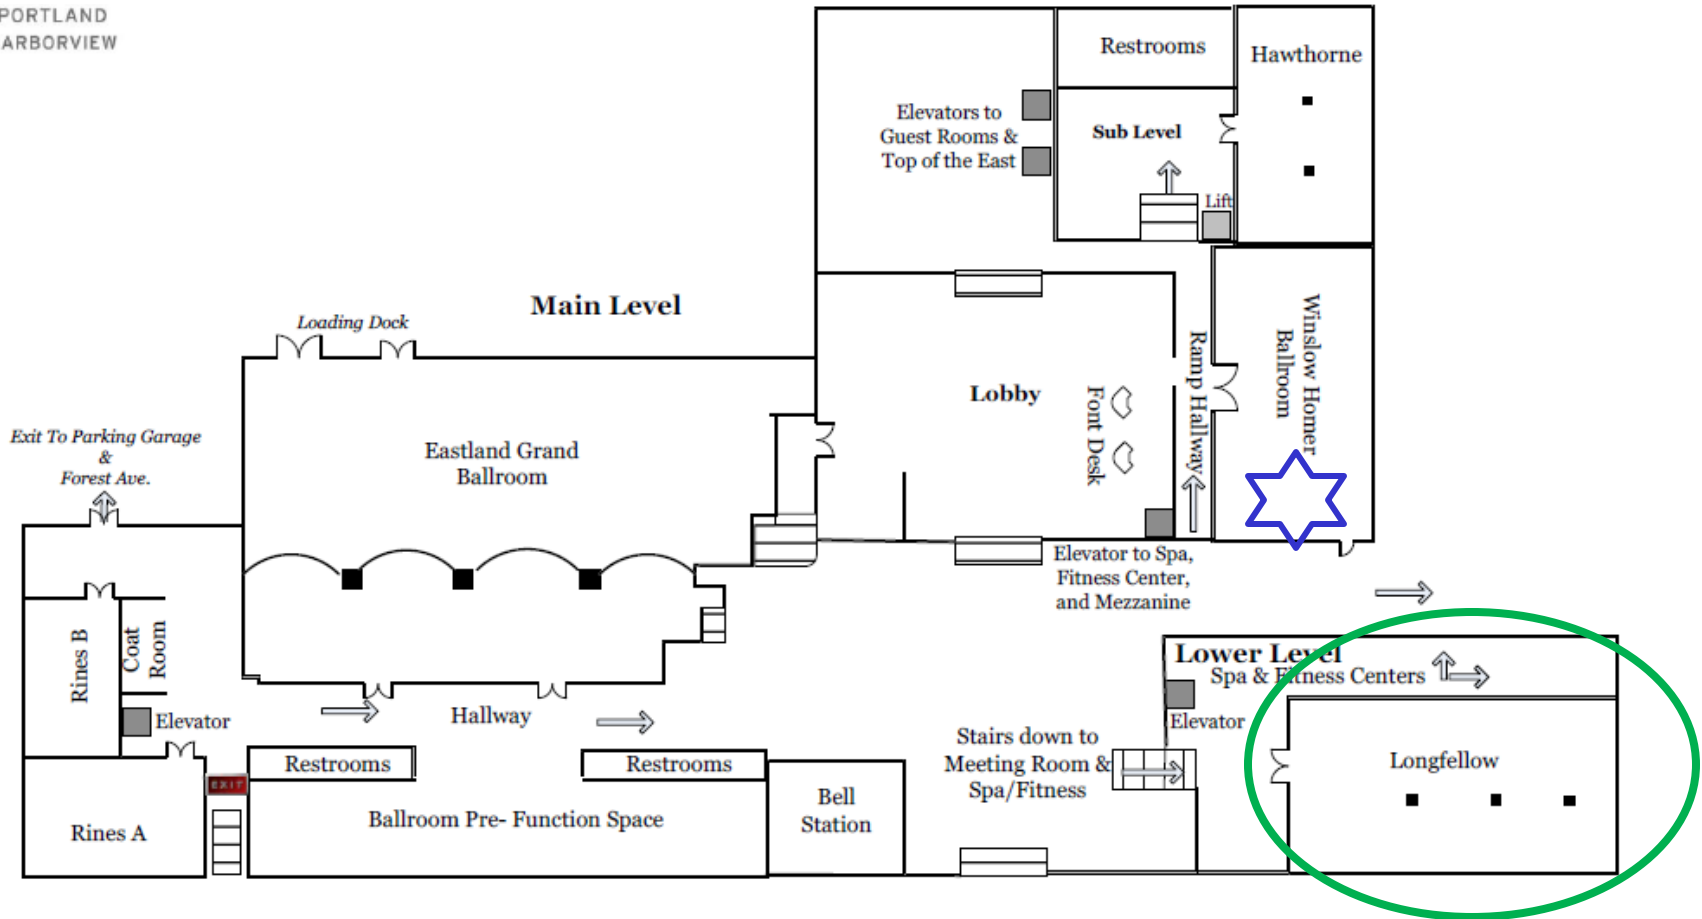 PORTLAND
ARBORVIEW
Restrooms
Hawthorne
Elevators to
Guest Rooms &
Top of the East
Sub Level
Lift
Main Level
Loading Dock
Winslow Homer
Ballroom
Ramp Hallway
Lobby
Font Desk
Exit To Parking Garage
&
Forest Ave.
Eastland Grand
Ballroom
Elevator to Spa,
Fitness Center,
and Mezzanine
Rines B
Coat
Room
Lower Level
Spa & Fitness Centers
Elevator
Hallway
Elevator
Stairs down to
Meeting Room &
Spa/Fitness
Restrooms
Restrooms
Longfellow
EXIT
Bell
Station
Ballroom Pre- Function Space
Rines A